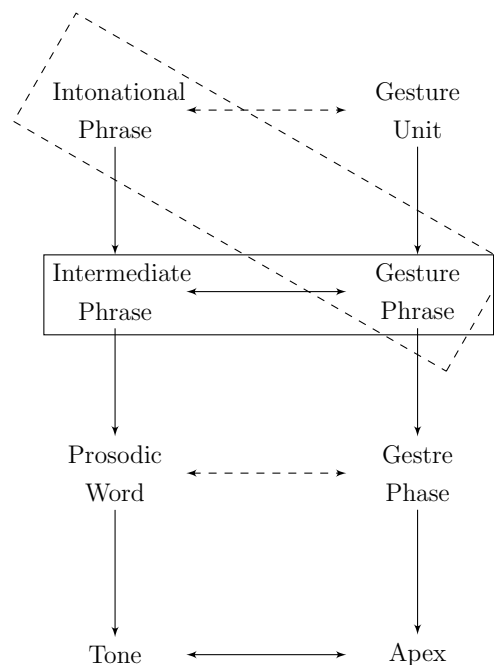 Intonational
Phrase
Gesture
Unit
Intermediate
Phrase
Gesture
Phrase
Prosodic
Word
Gestre
Phase
Tone
Apex